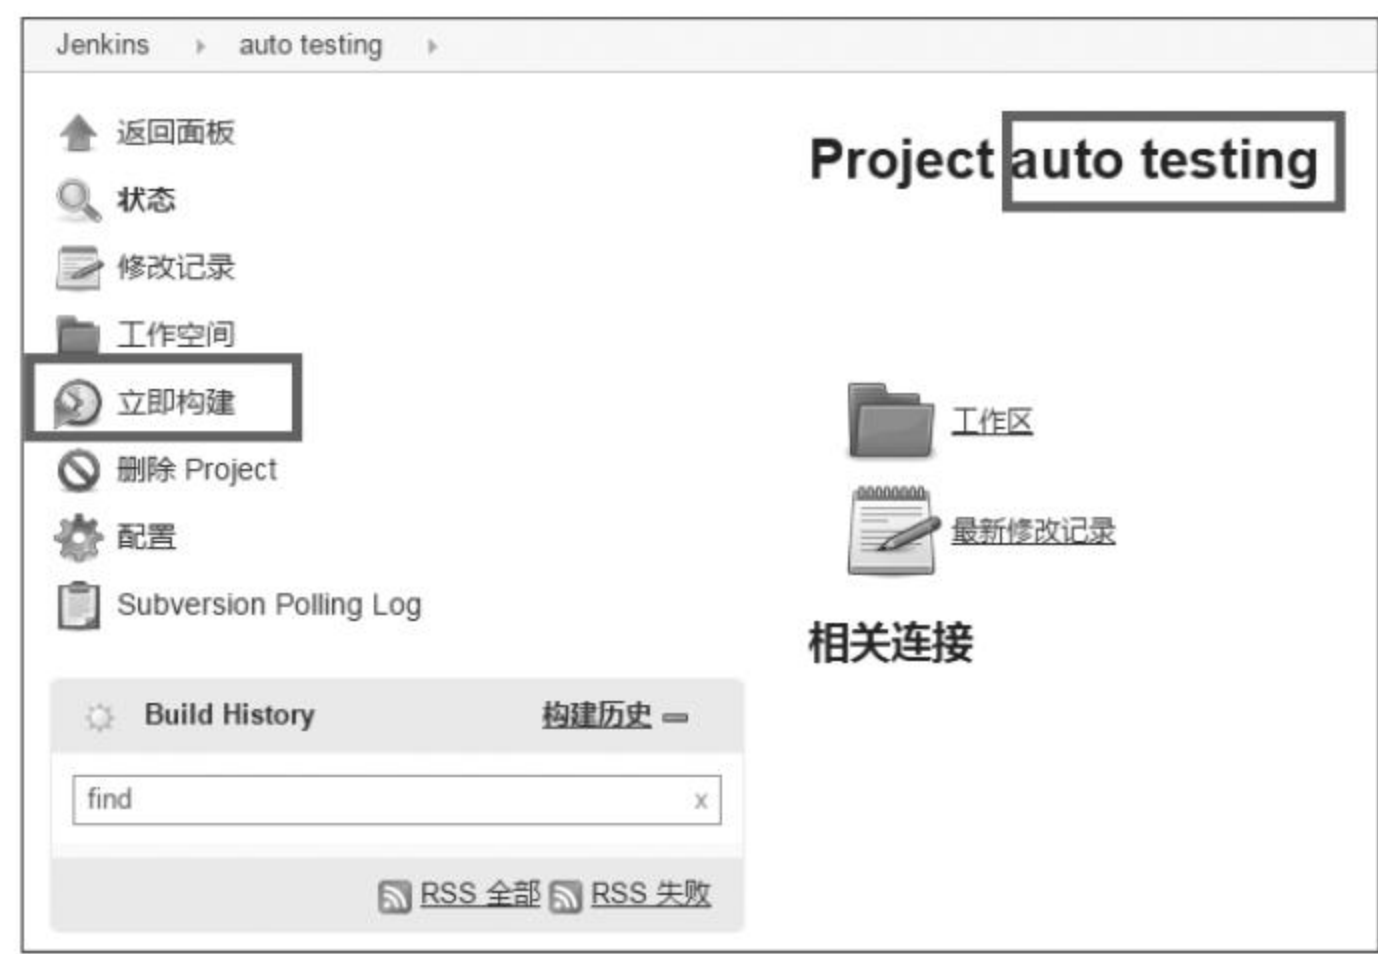 Jenkins auto testing
返回面板
状态
修改记录
工作空间
立即构建
删除 Project
配置
Subversion Polling Log
Build History 构建历史
find x
RSS 全部 RSS 失败
Project auto testing
工作区
最新修改记录
相关连接